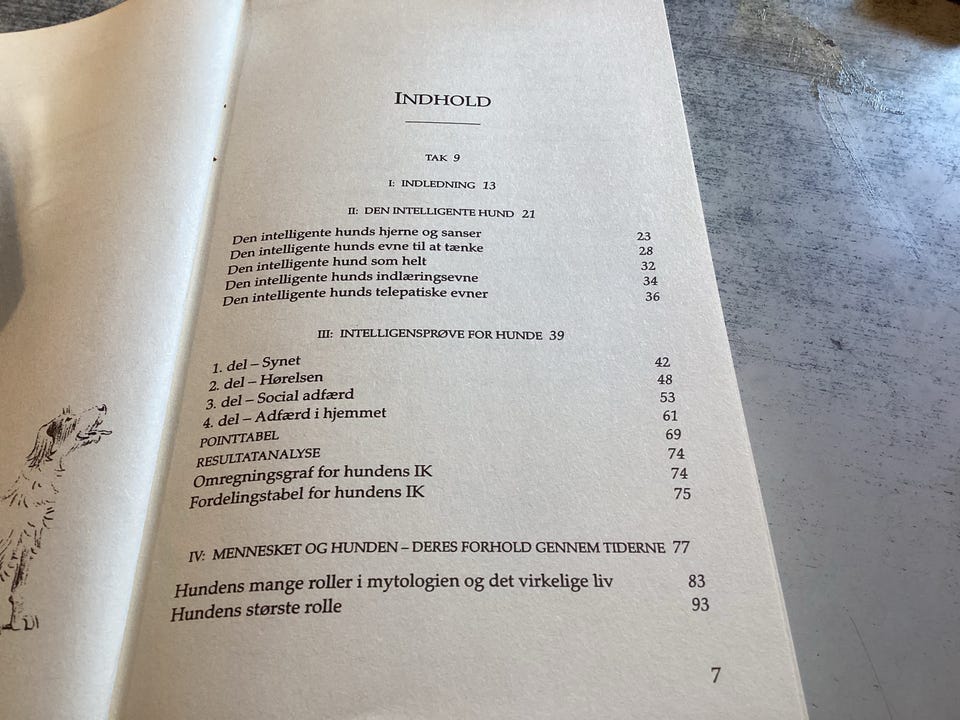 INDHOLD
TAK 9
I: INDLEDNING 13
II: DEN INTELLIGENTE HUND 21
Den intelligente hunds hjerne og sanser 23
Den intelligente hunds evne til at tænke 28
Den intelligente hund som helt 32
Den intelligente hunds indlæringsevne 34
Den intelligente hunds telepatiske evner 36
III: INTELLIGENSPRØVE FOR HUNDE 39
1. del – Synet 42
2. del – Hørelsen 48
3. del – Social adfærd 53
4. del – Adfærd i hjemmet 61
POINTTABEL 69
RESULTATANALYSE 74
Omregningsgraf for hundens IK 74
Fordelingstabel for hundens IK 75
IV: MENNESKET OG HUNDEN – DERES FORHOLD GENNEM TIDERNE 77
Hundens mange roller i mytologien og det virkelige liv 83
Hundens største rolle 93
7